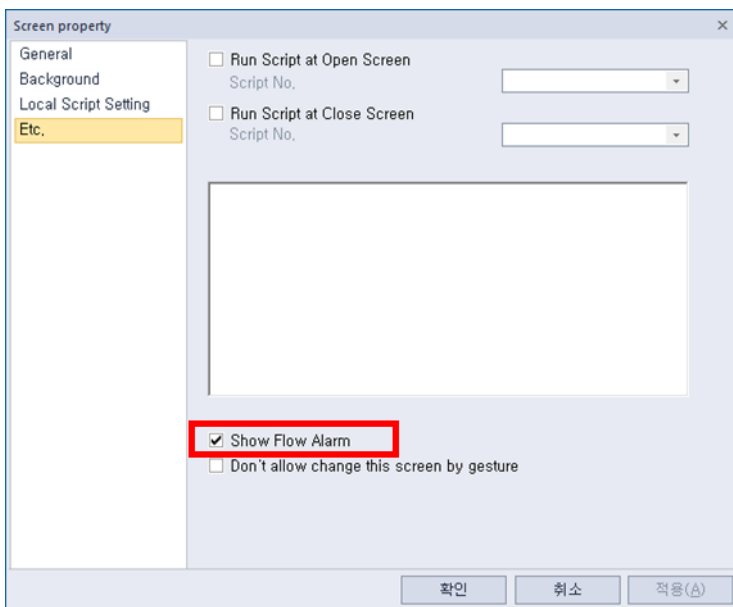 Screen property
General
Background
Local Script Setting
Etc.
Run Script at Open Screen
Script No.
Run Script at Close Screen
Script No.
Show Flow Alarm
Don't allow change this screen by gesture
확인
취소
적용(A)